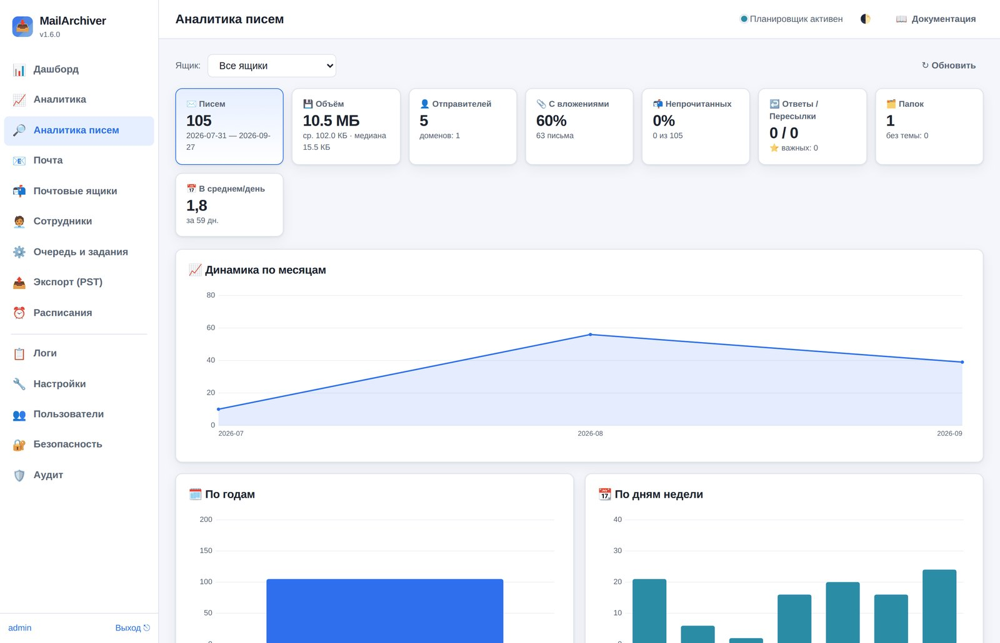 MailArchiver
v1.6.0
Дашборд
Аналитика
Аналитика писем
Почта
Почтовые ящики
Сотрудники
Очередь и задания
Экспорт (PST)
Расписания
Логи
Настройки
Пользователи
Безопасность
Аудит
admin
Выход
Аналитика писем
Планировщик активен
Документация
Ящик:
Все ящики
↻ Обновить
Писем
105
2026-07-31 — 2026-09-
27
Объём
10.5 МБ
ср. 102.0 КБ · медиана
15.5 КБ
Отправителей
5
доменов: 1
С вложениями
60%
63 письма
Непрочитанных
0%
0 из 105
Ответы /
Пересылки
0 / 0
важных: 0
Папок
1
без темы: 0
В среднем/день
1,8
за 59 дн.
Динамика по месяцам
80
60
40
20
0
2026-07
2026-08
2026-09
По годам
200
150
100
50
По дням недели
40
30
20
10